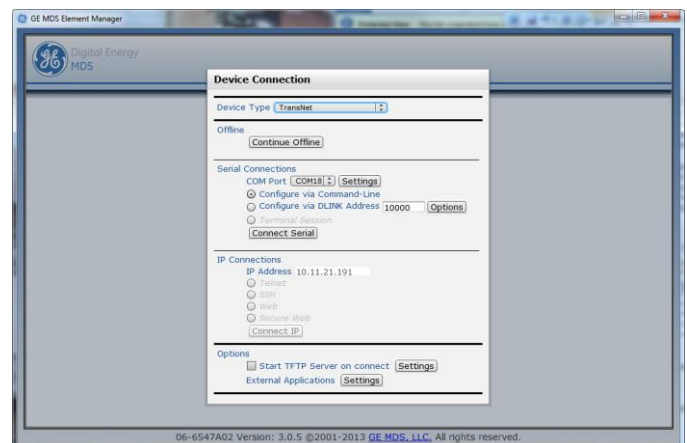 GE MDS Element Manager
Digital Energy
MDS
Device Connection
Device Type TransNet
Offline
Continue Offline
Serial Connections
COM Port COM18 Settings
Configure via Command-Line
Configure via DLINK Address 10000 Options
Terminal Session
Connect Serial
IP Connections
IP Address 10.11.21.191
Telnet
SSH
Web
Secure Web
Connect IP
Options
Start TFTP Server on connect Settings
External Applications Settings
06-6547A02 Version: 3.0.5 ©2001-2013 GE MDS, LLC. All rights reserved.